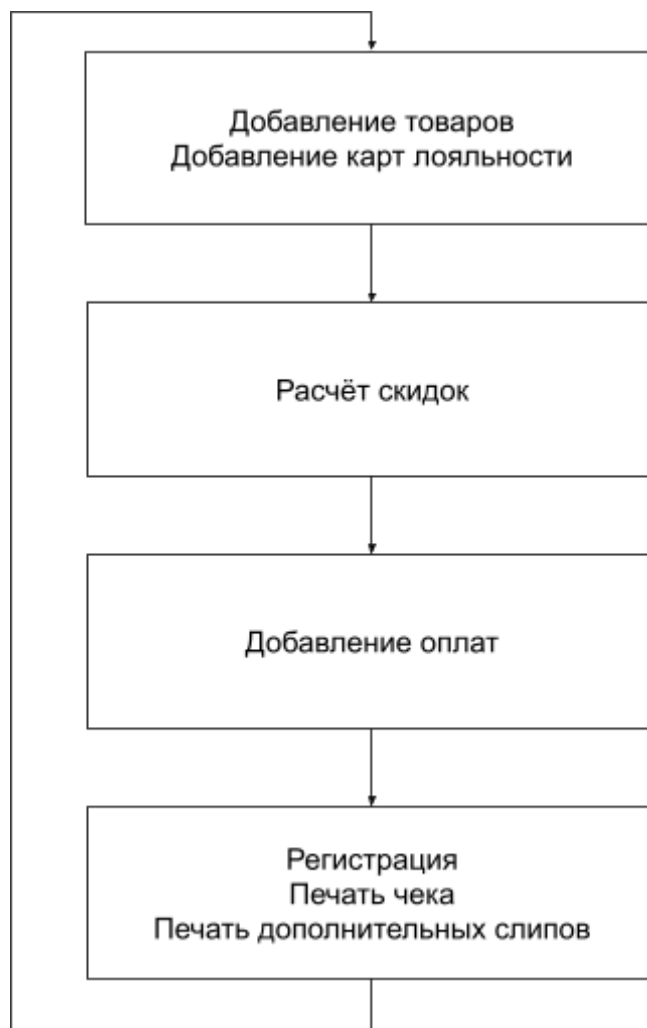 Добавление товаров
Добавление карт лояльности
Расчёт скидок
Добавление оплат
Регистрация
Печать чека
Печать дополнительных слипов